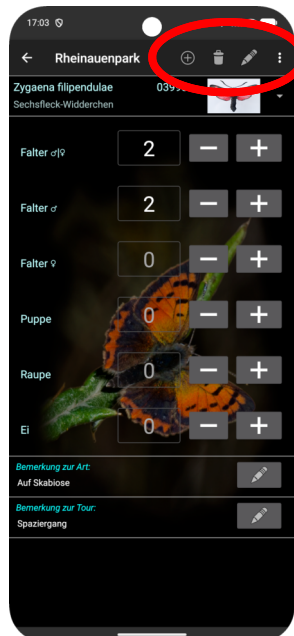 17:03
Rheinauenpark
Zygaena filipendulae
Sechsfleck-Widderchen
Falter ♂|♀ 2
Falter ♂ 2
Falter ♀ 0
Puppe 0
Raupe 0
Ei 0
Bemerkung zur Art:
Auf Skabiose
Bemerkung zur Tour:
Spaziergang